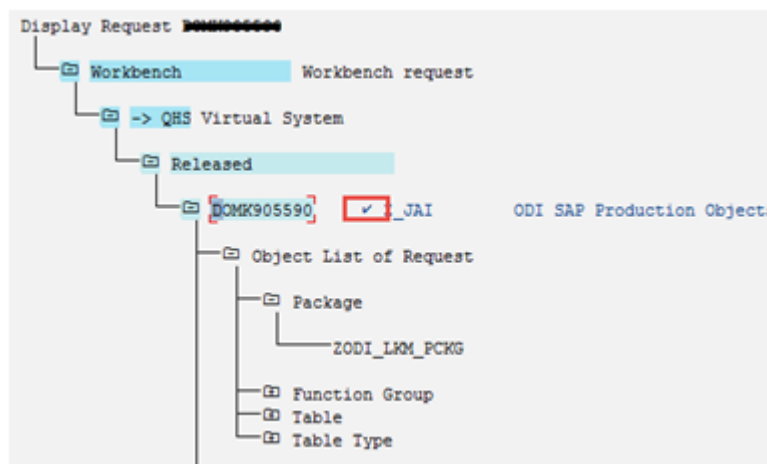 Display Request
Workbench Workbench request
-> QHS Virtual System
Released
DOMK905590 _JAI ODI SAP Production Object
Object List of Request
Package
ZODI_LKM_PCKG
Function Group
Table
Table Type